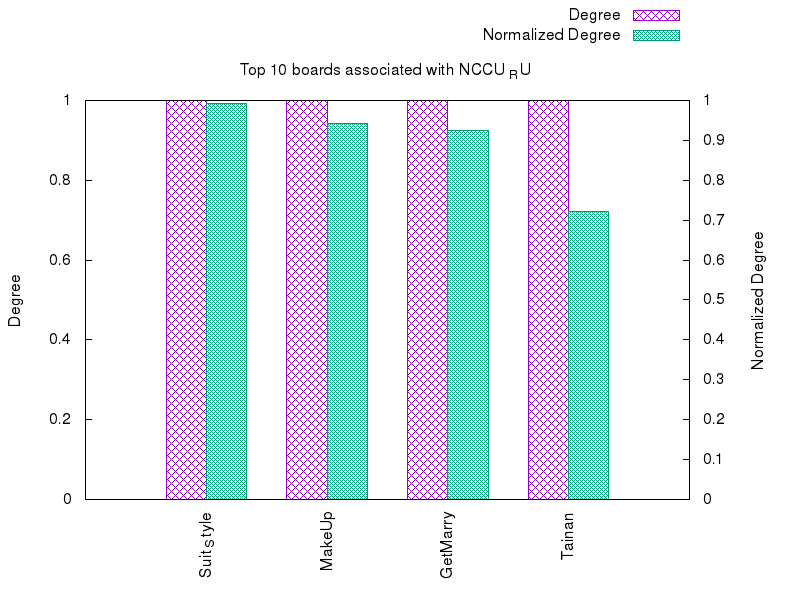 Degree
Normalized Degree
Top 10 boards associated with NCCU RU
1
0.8
0.6
0.4
0.2
0
1
0.9
0.8
0.7
0.6
0.5
0.4
0.3
0.2
0.1
0
Degree
Normalized Degree
Suitstyle
MakeUp
GetMarry
Tainan